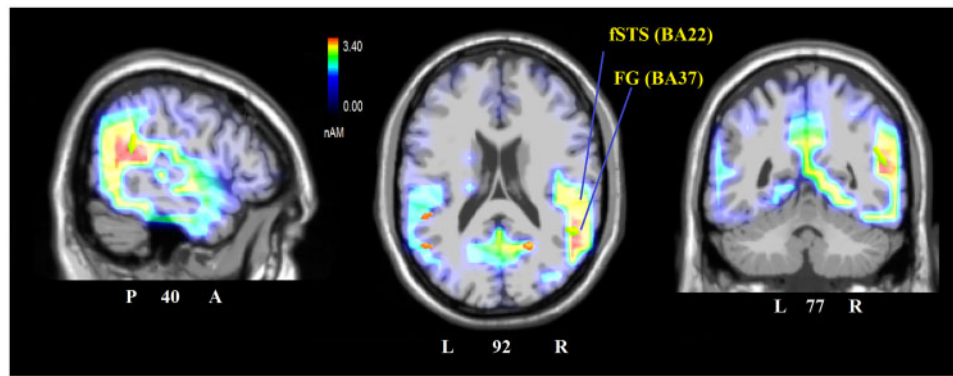 3.40
0.00
nAM
fSTS (BA22)
FG (BA37)
P 40 A
L 92 R
L 77 R